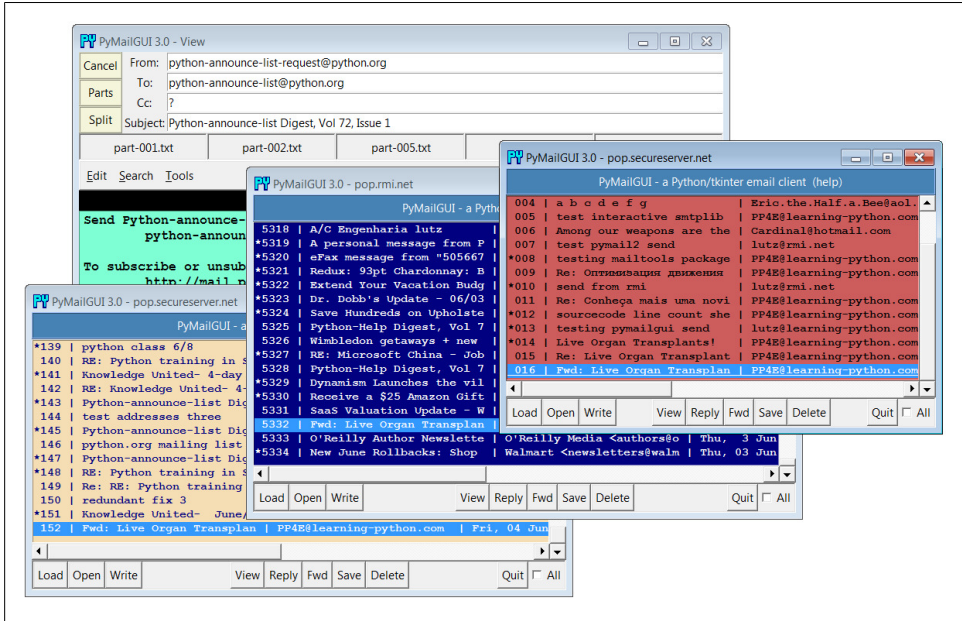 PyMailGUI 3.0 - View
Cancel
From: python-announce-list-request@python.org
Parts
To: python-announce-list@python.org
Cc: ?
Split
Subject: Python-announce-list Digest, Vol 72, Issue 1
part-001.txt part-002.txt part-005.txt
Edit Search Tools
Send Python-announce-
python-announ
To subscribe or unsub
http://mail.p
PyMailGUI 3.0 - pop.secureserver.net
PyMailGUI - a Python/tkinter email client (help)
004 | a b c d e f g | Eric.the.Half.a.Bee@aol.
005 | test interactive smtplib | PP4E@learning-python.com
006 | Among our weapons are the | Cardinal@hotmail.com
007 | test pymail2 send | lutz@rmi.net
*008 | testing mailtools package | PP4E@learning-python.com
009 | Re: Оптимизация движения | PP4E@learning-python.com
*010 | send from rmi | lutz@rmi.net
011 | Re: Conheça mais uma novi | PP4E@learning-python.com
*012 | sourcecode line count she | PP4E@learning-python.com
*013 | testing pymailgui send | lutz@rmi.net
*014 | Live Organ Transplants! | PP4E@learning-python.com
015 | Re: Live Organ Transplant | PP4E@learning-python.com
016 | Fwd: Live Organ Transplan | PP4E@learning-python.com
Load Open Write View Reply Fwd Save Delete Quit All
PyMailGUI 3.0 - pop.rmi.net
PyMailGUI - a Pytho
5318 | A/C Engenharia lutz |
*5319 | A personal message from P |
*5320 | eFax message from "505667 |
*5321 | Redux: 93pt Chardonnay: B |
*5322 | Extend Your Vacation Budg |
*5323 | Dr. Dobb's Update - 06/03 |
*5324 | Save Hundreds on Upholste |
5325 | Python-Help Digest, Vol 7 |
5326 | Wimbledon getaways + new |
*5327 | RE: Microsoft China - Job |
5328 | Python-Help Digest, Vol 7 |
*5329 | Dynamism Launches the vil |
*5330 | Receive a $25 Amazon Gift |
5331 | SaaS Valuation Update - W |
5332 | Fwd: Live Organ Transplan |
5333 | O'Reilly Author Newslette | O'Reilly Media <authors@o | Thu, 3 Jun
*5334 | New June Rollbacks: Shop | Walmart <newsletters@walm | Thu, 03 Jun
Load Open Write View Reply Fwd Save Delete Quit All
PyMailGUI 3.0 - pop.secureserver.net
PyMailGUI - a
*139 | python class 6/8
140 | RE: Python training in S
*141 | Knowledge United- 4-day
142 | RE: Knowledge United- 4-
*143 | Python-announce-list Dig
144 | test addresses three
*145 | Python-announce-list Dig
146 | python.org mailing list
*147 | Python-announce-list Dig
*148 | RE: Python training in S
149 | Re: RE: Python training
150 | redundant fix 3
*151 | Knowledge United- June/
152 | Fwd: Live Organ Transplan | PP4E@learning-python.com | Fri, 04 Jun
Load Open Write View Reply Fwd Save Delete Quit All